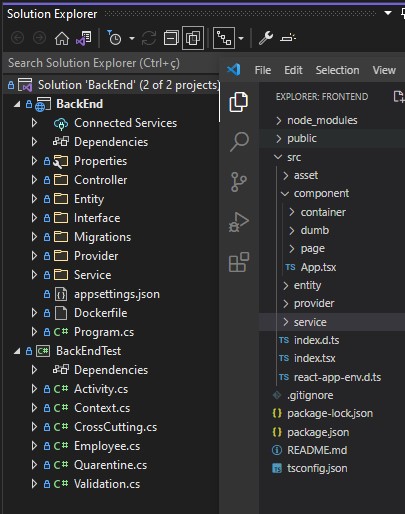 Solution Explorer
Search Solution Explorer (Ctrl+ç)
Solution 'BackEnd' (2 of 2 projects)
BackEnd
Connected Services
Dependencies
Properties
Controller
Entity
Interface
Migrations
Provider
Service
appsettings.json
Dockerfile
C# Program.cs
C# BackEndTest
Dependencies
C# Activity.cs
C# Context.cs
C# CrossCutting.cs
C# Employee.cs
C# Quarentine.cs
C# Validation.cs
File Edit Selection
EXPLORER: FRONTEND
node_modules
public
src
asset
component
container
dumb
page
TS App.tsx
entity
provider
service
TS index.d.ts
TS index.tsx
TS react-app-env.d.ts
.gitignore
{} package-lock.json
{} package.json
README.md
tsconfig.json